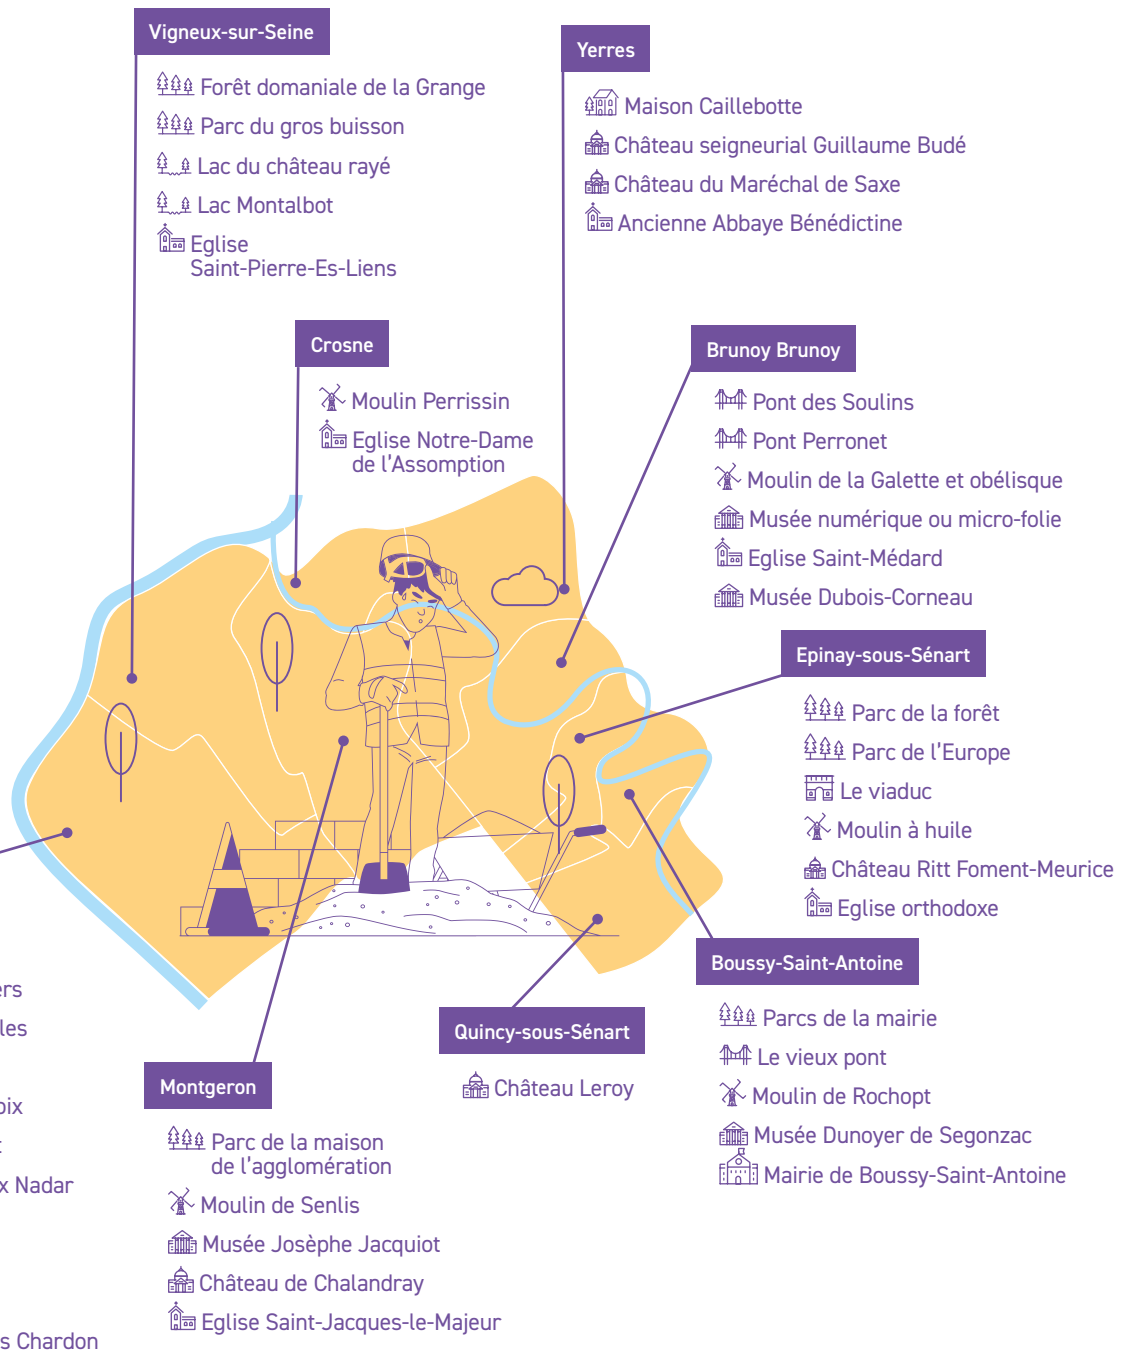 Vigneux-sur-Seine
Forêt domaniale de la Grange
Parc du gros buisson
Lac du château rayé
Lac Montalbot
Eglise
Saint-Pierre-Es-Liens
Yerres
Maison Caillebotte
Château seigneurial Guillaume Budé
Château du Maréchal de Saxe
Ancienne Abbaye Bénédictine
Crosne
Moulin Perrissin
Eglise Notre-Dame
de l'Assomption
Brunoy Brunoy
Pont des Soulins
Pont Perronet
Moulin de la Galette et obélisque
Musée numérique ou micro-folie
Eglise Saint-Médard
Musée Dubois-Corneau
Epinay-sous-Sénart
Parc de la forêt
Parc de l'Europe
Le viaduc
Moulin à huile
Château Ritt Foment-Meurice
Eglise orthodoxe
Boussy-Saint-Antoine
Parcs de la mairie
Le vieux pont
Moulin de Rochopt
Musée Dunoyer de Segonzac
Mairie de Boussy-Saint-Antoine
Quincy-sous-Sénart
Château Leroy
Montgeron
Parc de la maison
de l'agglomération
Moulin de Senlis
Musée Josèphe Jacquiot
Château de Chalandray
Eglise Saint-Jacques-le-Majeur
Nadar
Chardon